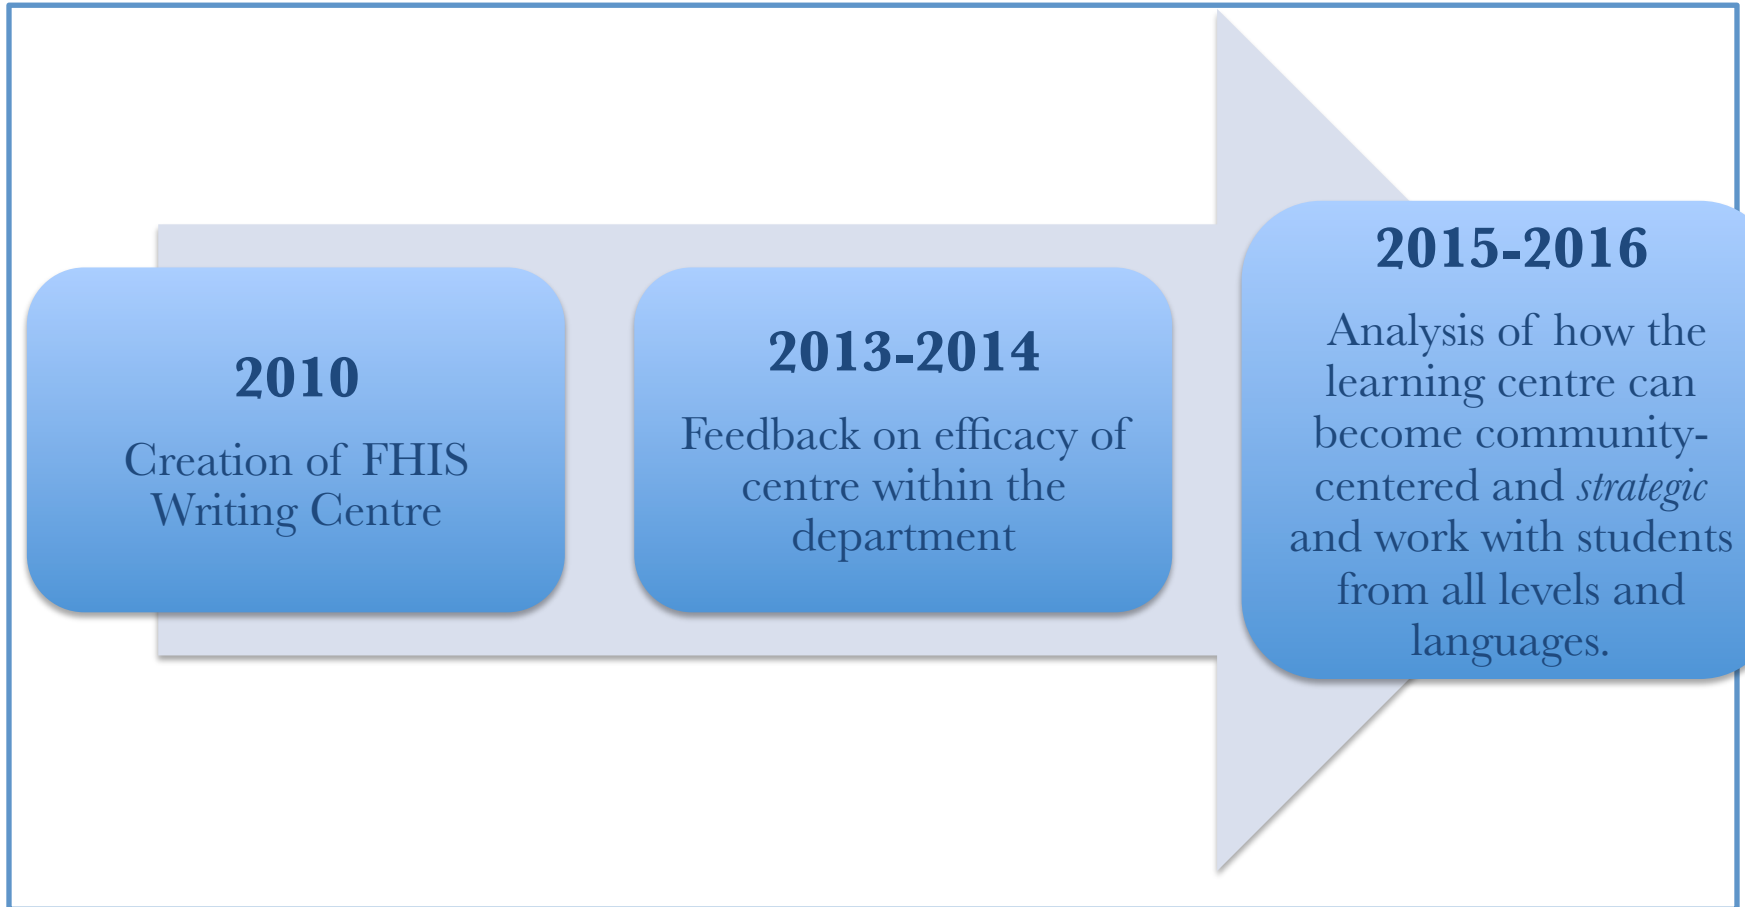 2010
Creation of FHIS
Writing Centre
2013-2014
Feedback on efficacy of
centre within the
department
2015-2016
Analysis of how the
learning centre can
become community-
centered and strategic
and work with students
from all levels and
languages.